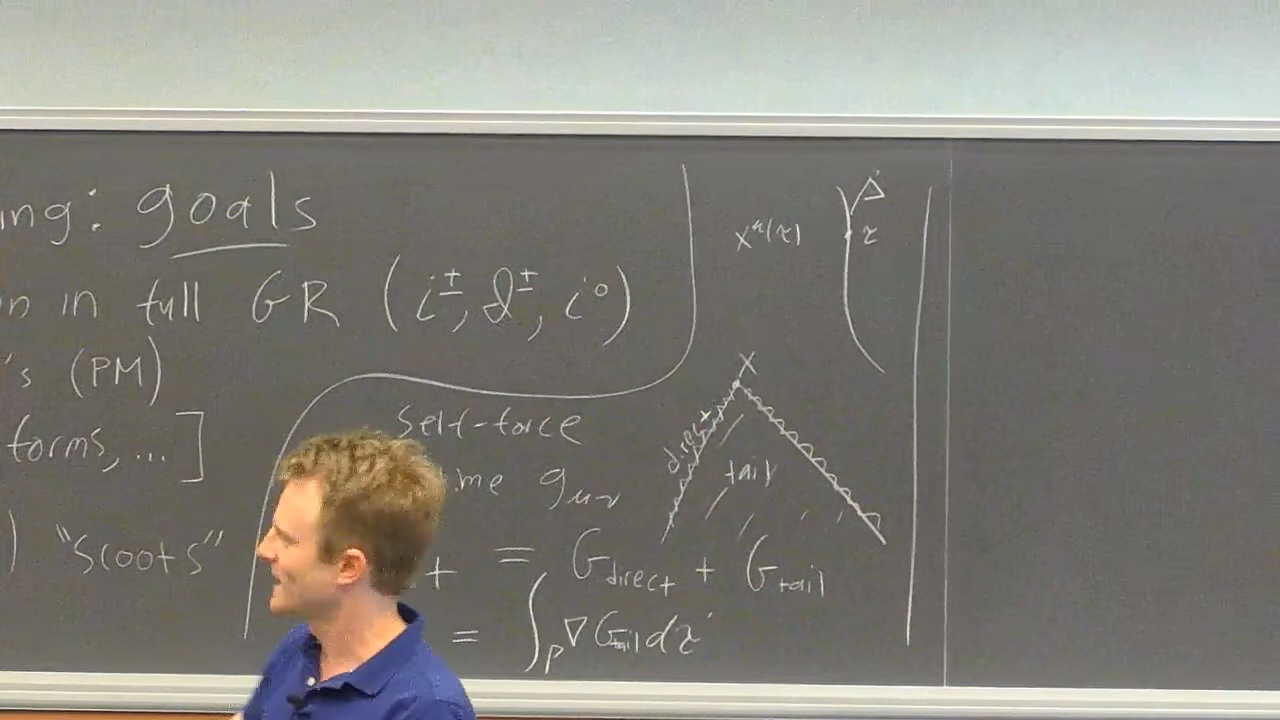 ing: goals
on in full GR (i^±, 𝓘^±, i^0)
's (PM)
forms, ...]
) "Scoots"
self-force
me g_μν
+ = G_direct + G_tail
= ∫_P ∇ G_tail dτ'
x^μ(τ)
τ
x
direct
tail